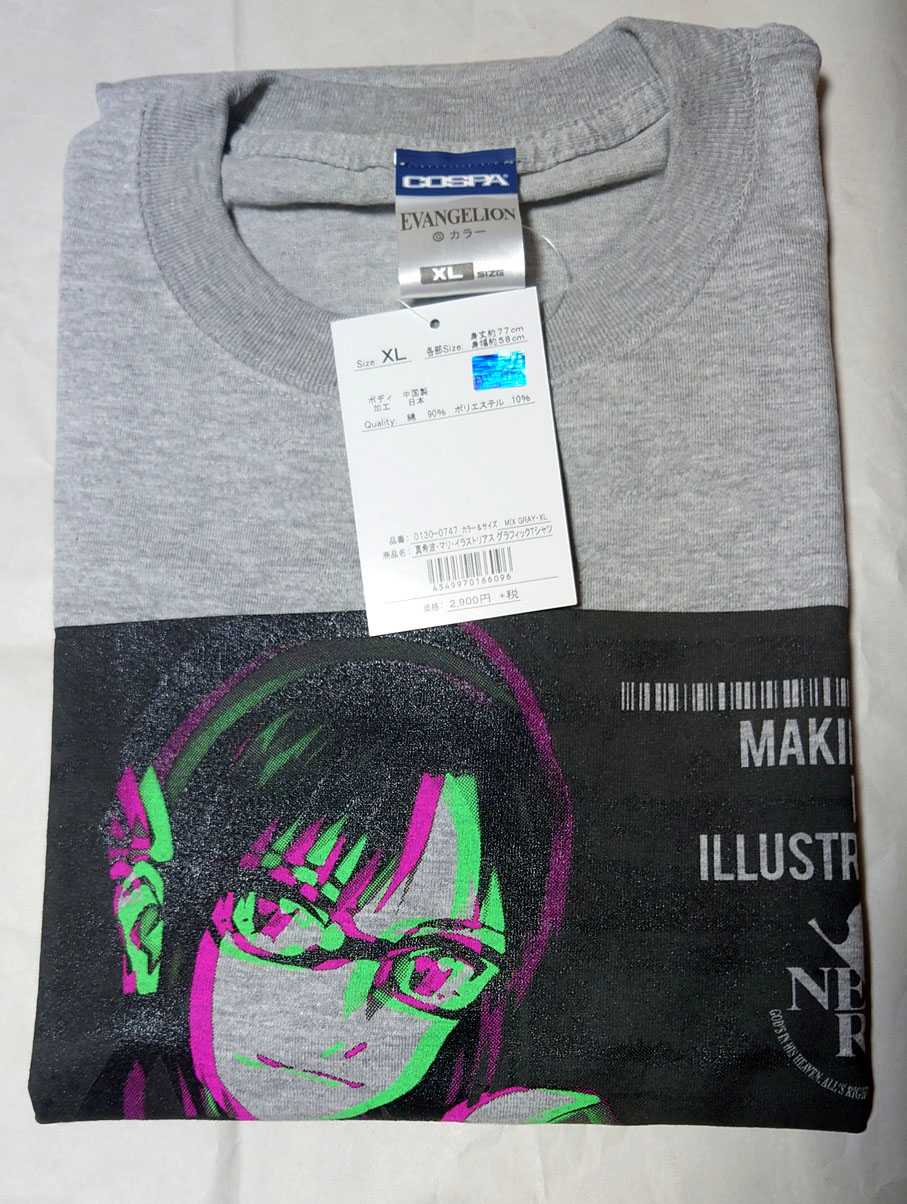 COSPA®
EVANGELION
© カラー
XL SIZE
Size XL 各部Size: 身丈約77cm
身幅約58cm
ボディ 中国製
加工 日本
Quality: 綿 90% ポリエステル 10%
品番: 0130-0747 カラー&サイズ MIX GRAY・XL
商品名: 真希波・マリ・イラストリアス グラフィックTシャツ
4549970166096
価格: 2,900円 +税
MAKI
ILLUSTR
NE
R
GOD'S IN HIS HEAVEN, ALL'S RIGH